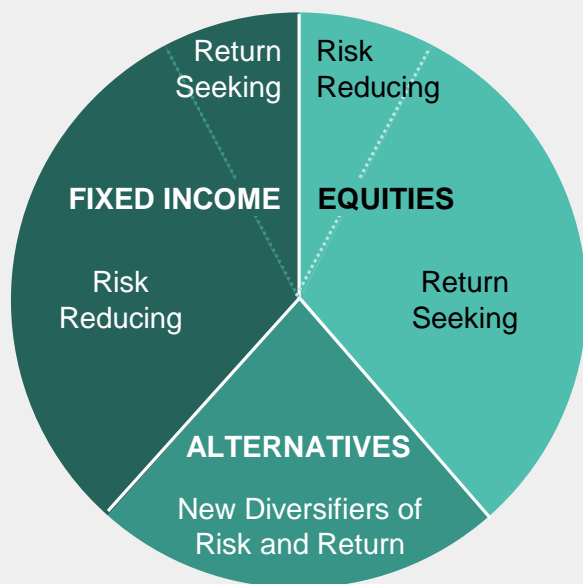 Return
Seeking
Risk
Reducing
FIXED INCOME
EQUITIES
Risk
Reducing
Return
Seeking
ALTERNATIVES
New Diversifiers of
Risk and Return